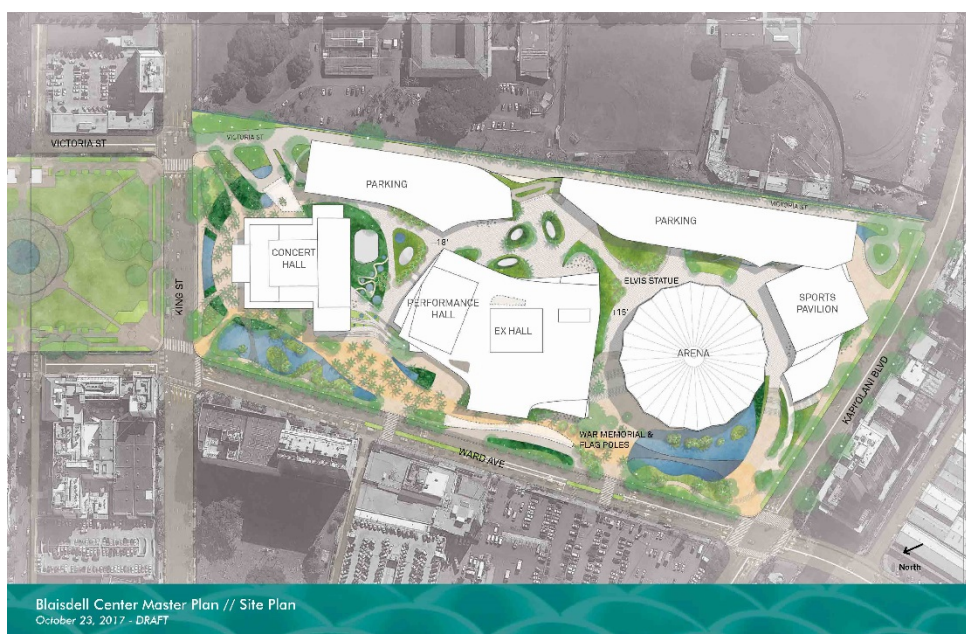 VICTORIA ST
VICTORIA ST
PARKING
PARKING
VICTORIA ST
KING ST
CONCERT
HALL
18'
ELVIS STATUE
PERFORMANCE
HALL
EX HALL
15'
ARENA
SPORTS
PAVILION
KAPI'OLANI BLVD
WAR MEMORIAL &
FLAG POLES
WARD AVE
North
Blaisdell Center Master Plan // Site Plan
October 23, 2017 - DRAFT